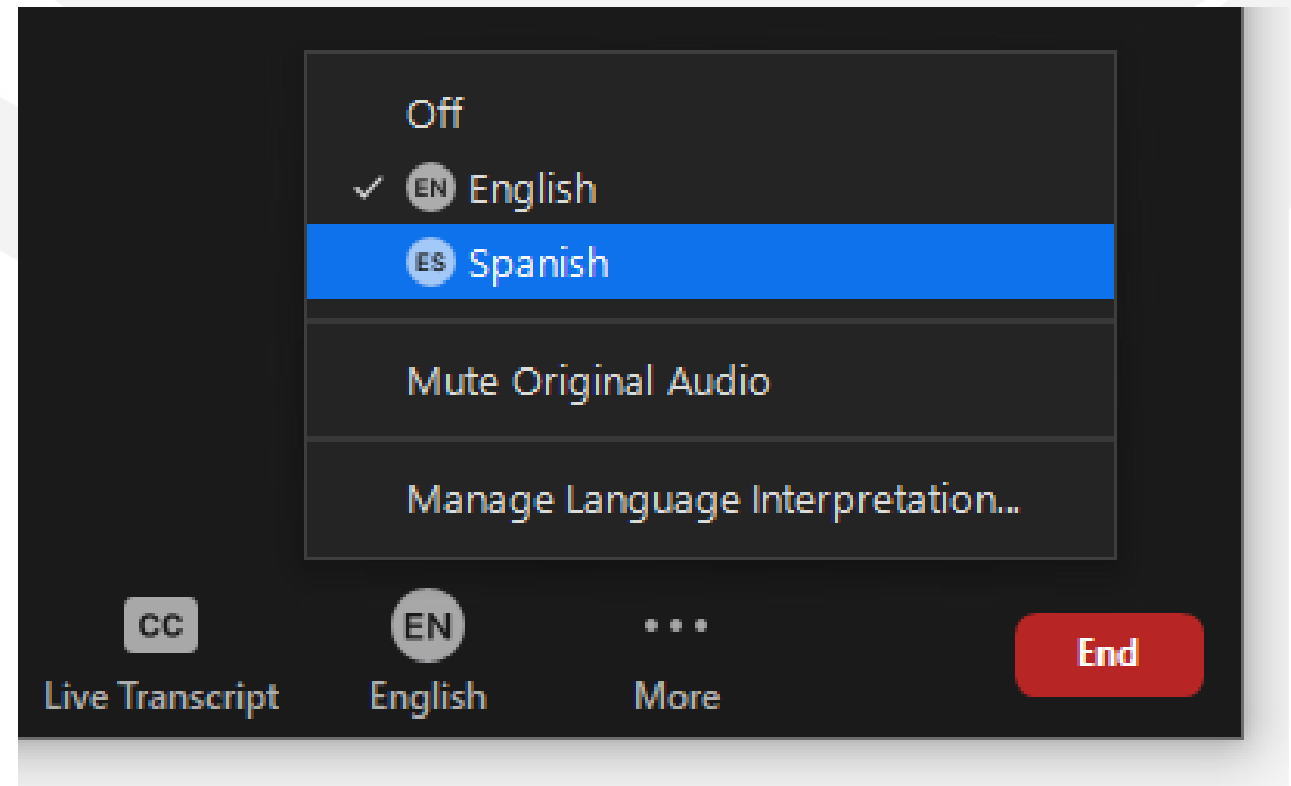 Off
EN English
ES Spanish
Mute Original Audio
Manage Language Interpretation...
CC EN End
Live Transcript English More